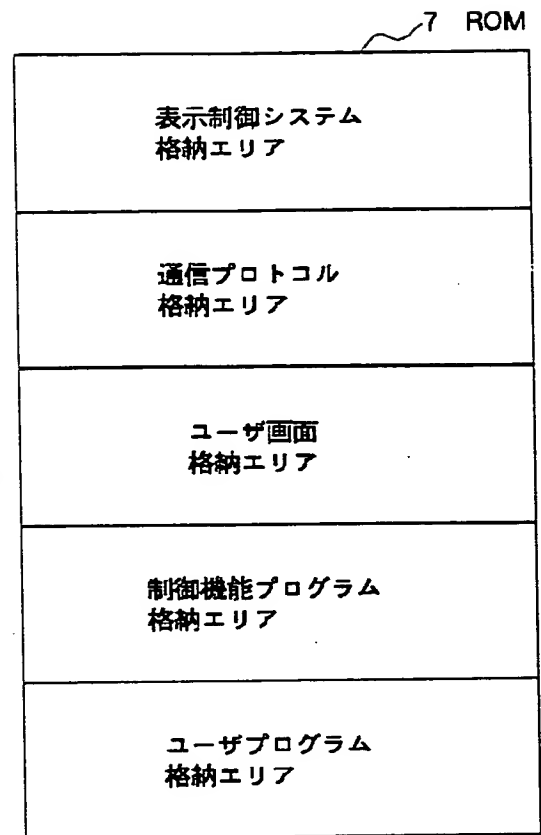 7 ROM
表示制御システム
格納エリア
通信プロトコル
格納エリア
ユーザ画面
格納エリア
制御機能プログラム
格納エリア
ユーザプログラム
格納エリア